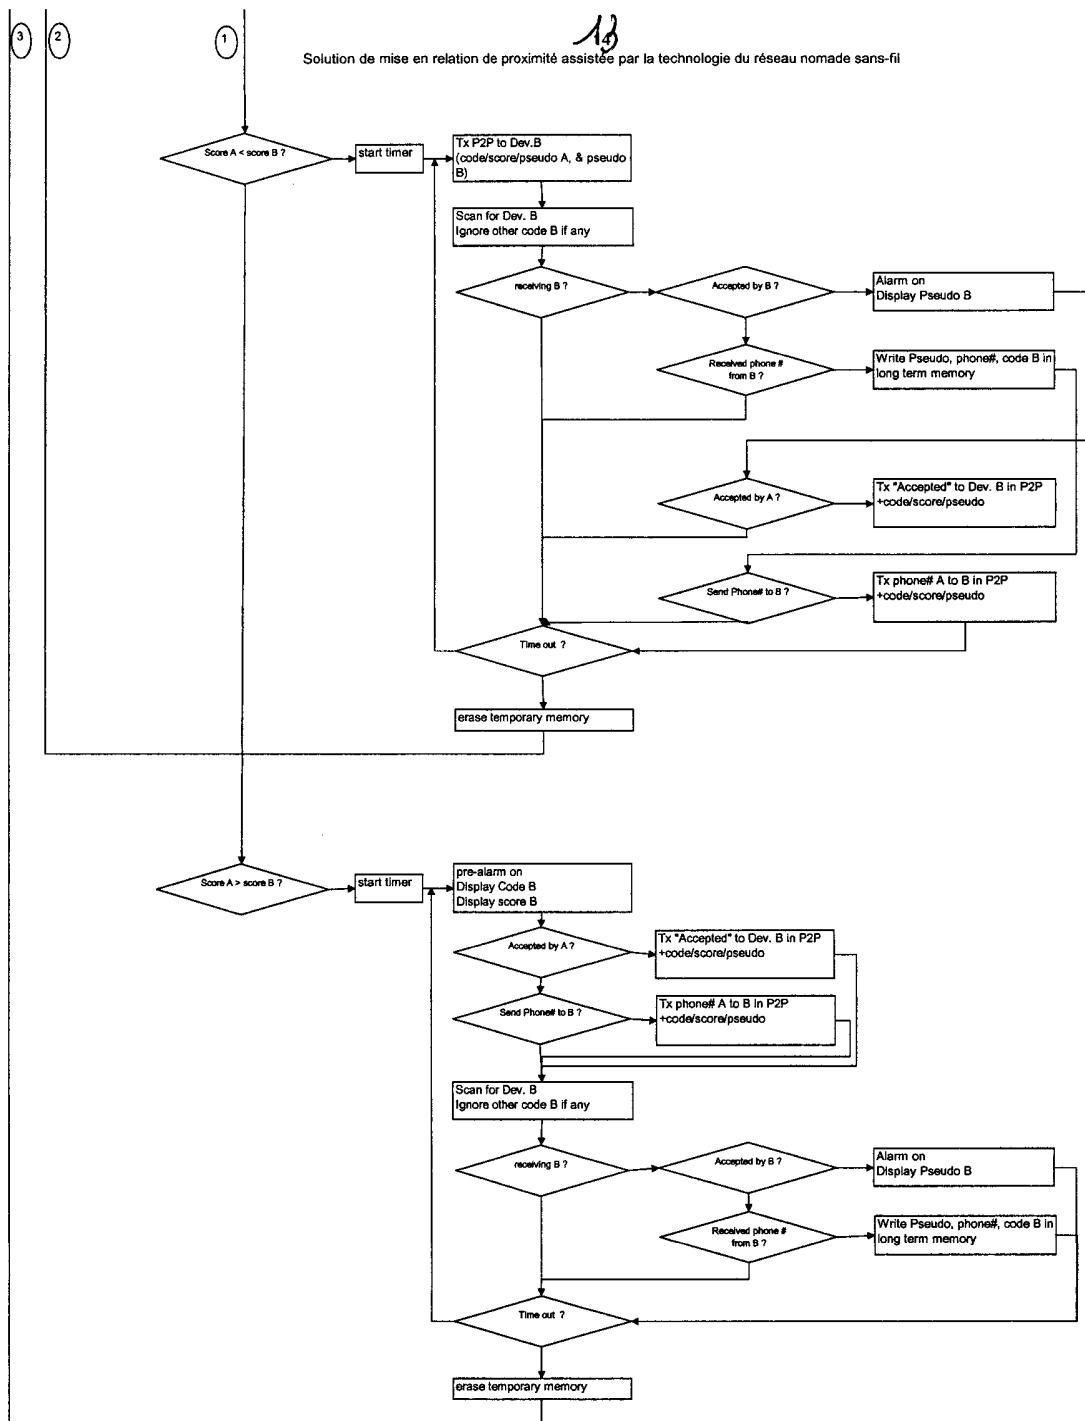 3
2
1
13
Solution de mise en relation de proximité assistée par la technologie du réseau nomade sans-fil
Score A < score B ?
start timer
Tx P2P to Dev.B
(code/score/pseudo A, & pseudo
B)
Scan for Dev. B
Ignore other code B if any
receiving B ?
Accepted by B ?
Alarm on
Display Pseudo B
Received phone #
from B ?
Write Pseudo, phone#, code B in
long term memory
Accepted by A ?
Tx "Accepted" to Dev. B in P2P
+code/score/pseudo
Send Phone# to B ?
Tx phone# A to B in P2P
+code/score/pseudo
Time out ?
erase temporary memory
Score A > score B ?
start timer
pre-alarm on
Display Code B
Display score B
Accepted by A ?
Tx "Accepted" to Dev. B in P2P
+code/score/pseudo
Send Phone# to B ?
Tx phone# A to B in P2P
+code/score/pseudo
Scan for Dev. B
Ignore other code B if any
receiving B ?
Accepted by B ?
Alarm on
Display Pseudo B
Received phone #
from B ?
Write Pseudo, phone#, code B in
long term memory
Time out ?
erase temporary memory